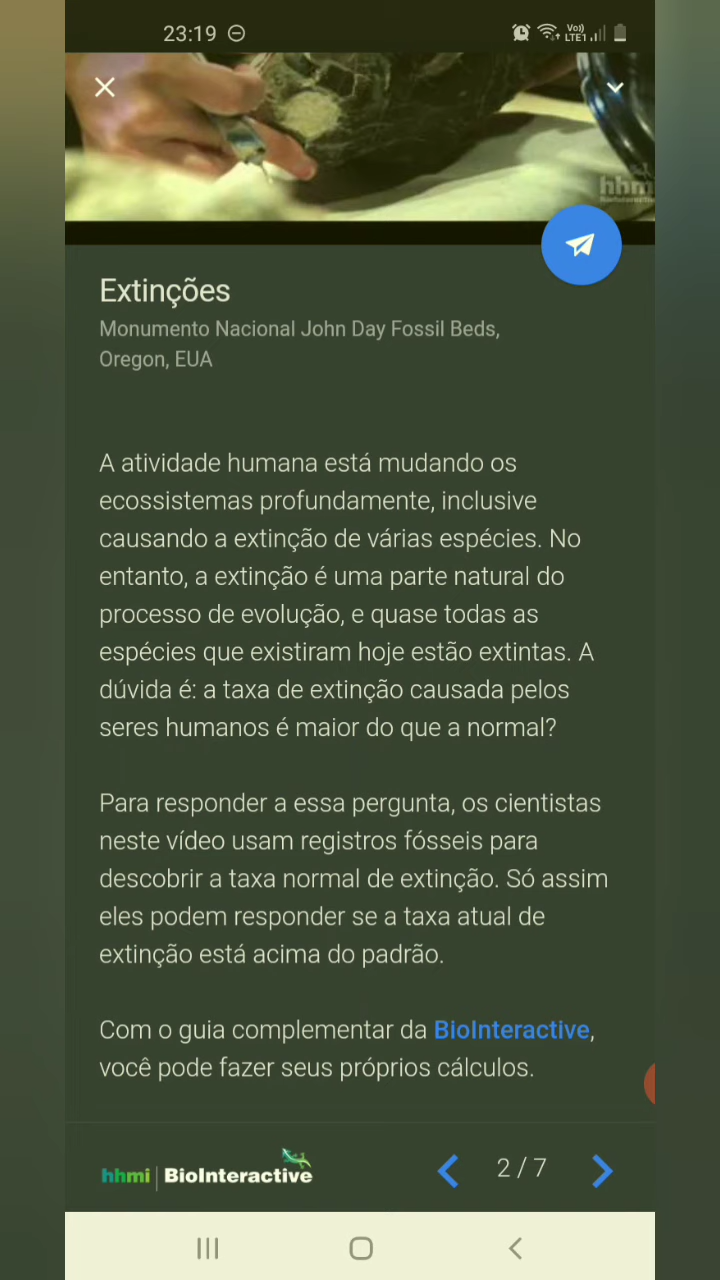 23:19
Vo))
LTE1
hhm
BioInteractive
Extinções
Monumento Nacional John Day Fossil Beds,
Oregon, EUA
A atividade humana está mudando os
ecossistemas profundamente, inclusive
causando a extinção de várias espécies. No
entanto, a extinção é uma parte natural do
processo de evolução, e quase todas as
espécies que existiram hoje estão extintas. A
dúvida é: a taxa de extinção causada pelos
seres humanos é maior do que a normal?
Para responder a essa pergunta, os cientistas
neste vídeo usam registros fósseis para
descobrir a taxa normal de extinção. Só assim
eles podem responder se a taxa atual de
extinção está acima do padrão.
Com o guia complementar da BioInteractive,
você pode fazer seus próprios cálculos.
hhmi | BioInteractive
2 / 7